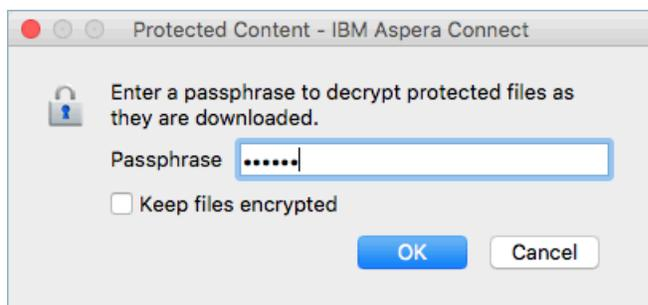 Protected Content - IBM Aspera Connect
Enter a passphrase to decrypt protected files as
they are downloaded.
Passphrase ••••••
Keep files encrypted
OK Cancel